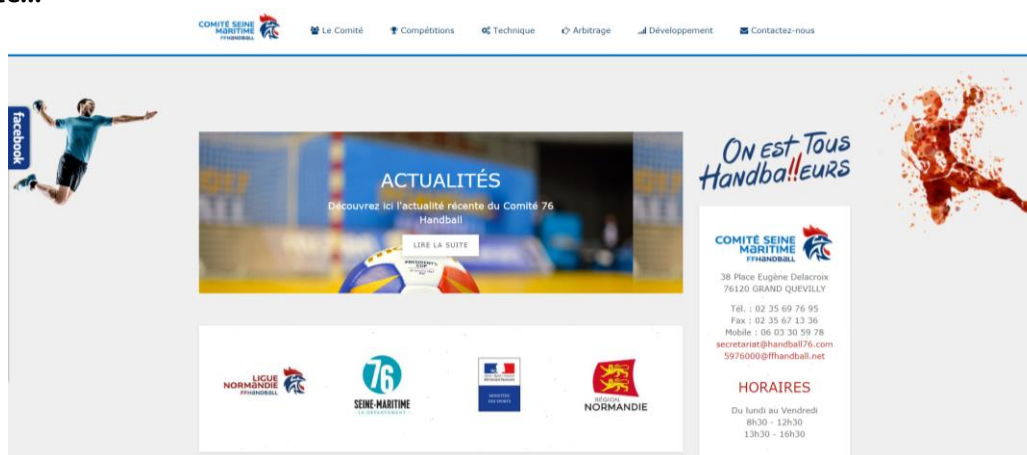 COMITÉ SEINE
MARITIME
FFHANDBALL
Le Comité
Compétitions
Technique
Arbitrage
Développement
Contactez-nous
facebook
ACTUALITÉS
Découvrez ici l'actualité récente du Comité 76
Handball
LIRE LA SUITE
On est Tous
Handba!!eurs
COMITÉ SEINE
MARITIME
FFHANDBALL
38 Place Eugène Delacroix
76120 GRAND QUEVILLY
Tél. : 02 35 69 76 95
Fax : 02 35 67 13 36
Mobile : 06 03 30 59 78
secretariat@handball76.com
5976000@ffhandball.net
HORAIRES
Du lundi au Vendredi
8h30 - 12h30
13h30 - 16h30
LIGUE
NORMANDIE
FFHANDBALL
76
SEINE-MARITIME
LE DÉPARTEMENT
MINISTÈRE
DES SPORTS
RÉGION
NORMANDIE